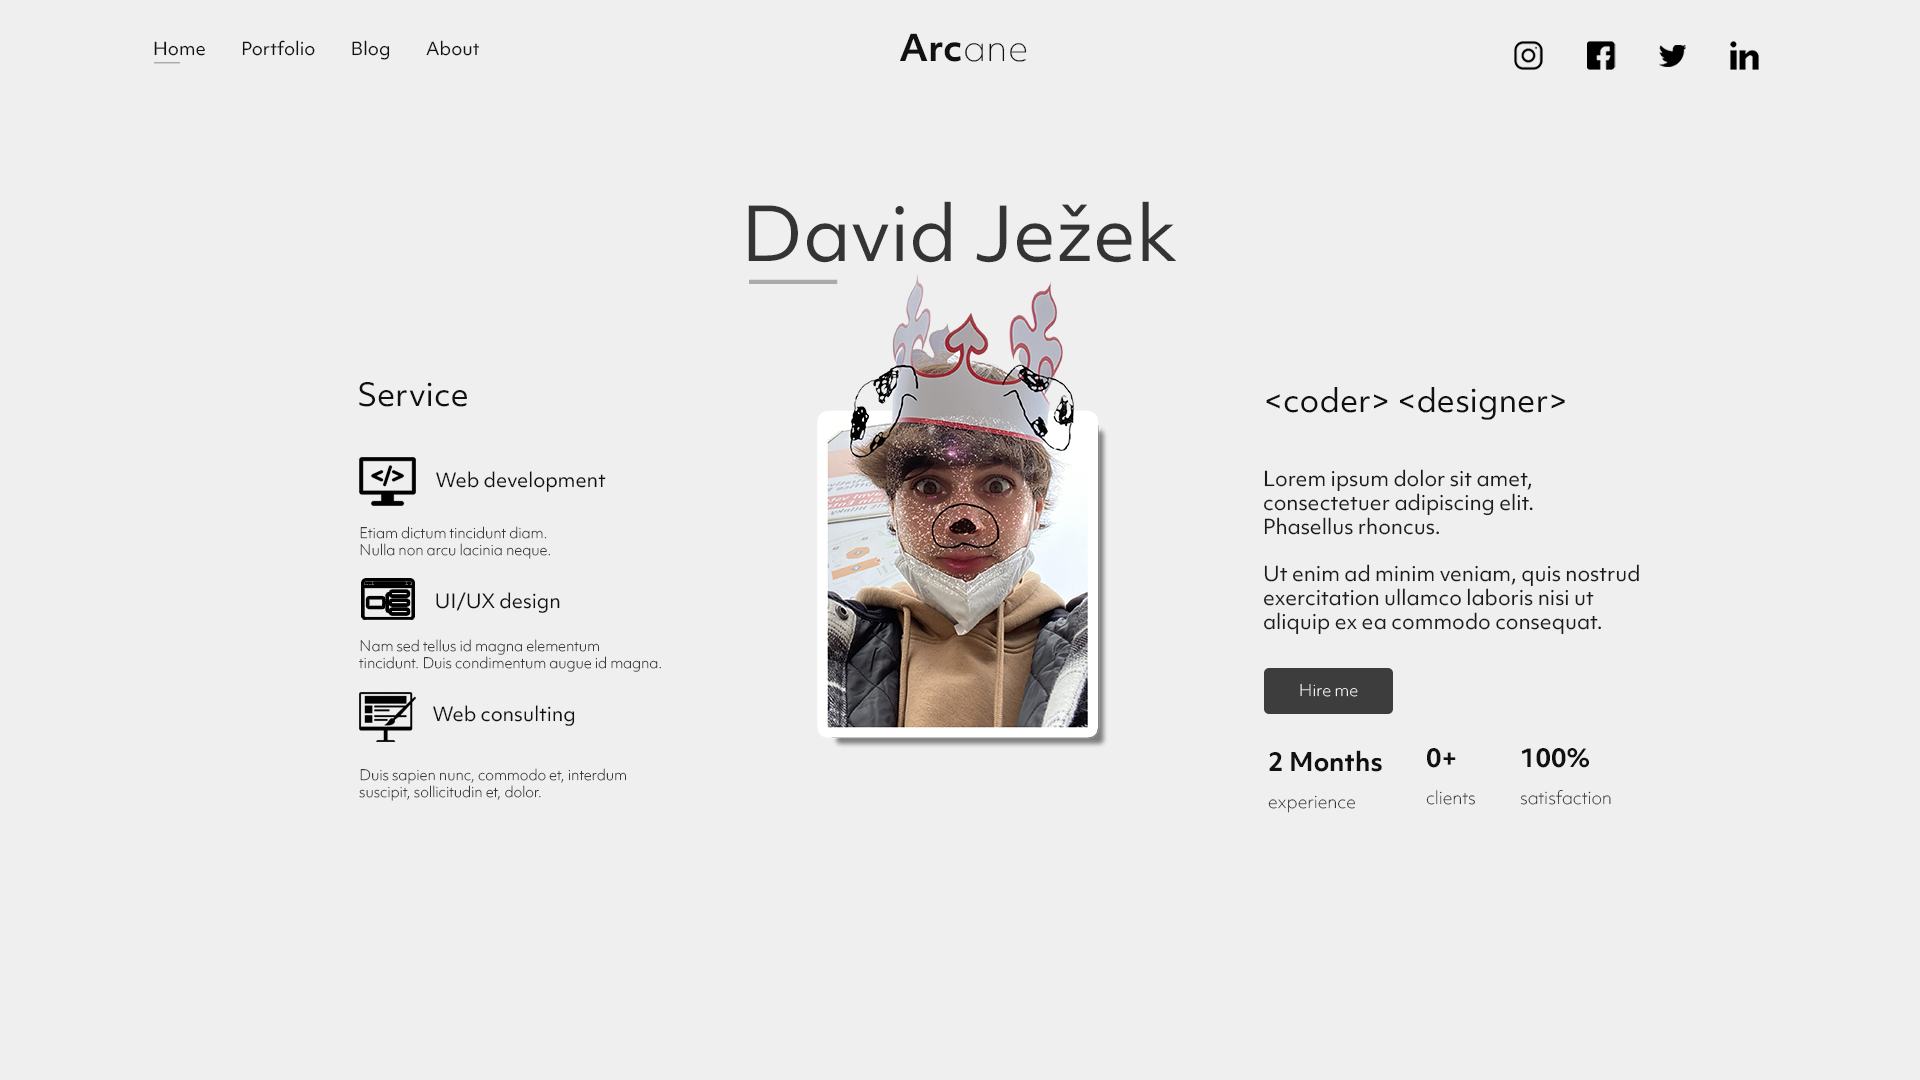 Home Portfolio Blog About
Arcane
David Ježek
Service
Web development
Etiam dictum tincidunt diam.
Nulla non arcu lacinia neque.
UI/UX design
Nam sed tellus id magna elementum
tincidunt. Duis condimentum augue id magna.
Web consulting
Duis sapien nunc, commodo et, interdum
suscipit, sollicitudin et, dolor.
<coder> <designer>
Lorem ipsum dolor sit amet,
consectetuer adipiscing elit.
Phasellus rhoncus.
Ut enim ad minim veniam, quis nostrud
exercitation ullamco laboris nisi ut
aliquip ex ea commodo consequat.
Hire me
2 Months 0+ 100%
experience clients satisfaction